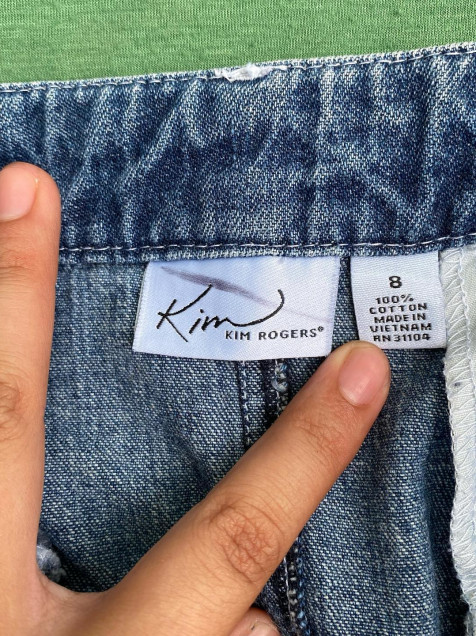 Kim
KIM ROGERS®
8
100%
COTTON
MADE IN
VIETNAM
RN 31104